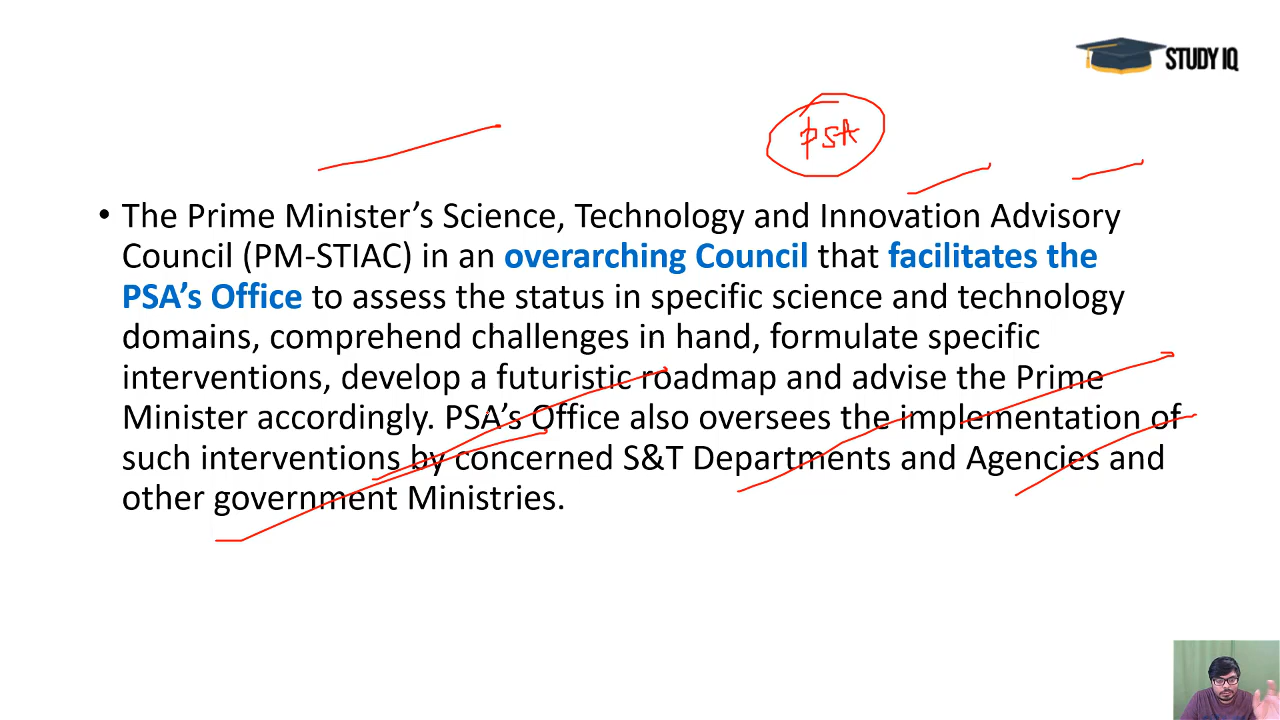 STUDY IQ
PSA
• The Prime Minister’s Science, Technology and Innovation Advisory
Council (PM-STIAC) in an overarching Council that facilitates the
PSA’s Office to assess the status in specific science and technology
domains, comprehend challenges in hand, formulate specific
interventions, develop a futuristic roadmap and advise the Prime
Minister accordingly. PSA’s Office also oversees the implementation of
such interventions by concerned S&T Departments and Agencies and
other government Ministries.